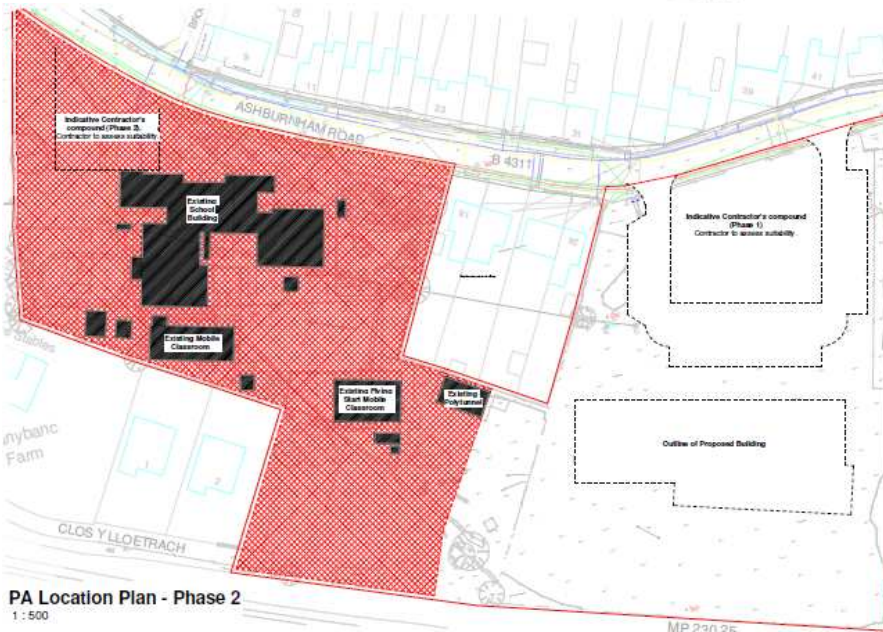 9
11
23
31
39
41
ASHBURNHAM ROAD
B 4311
Indicative Contractor's
compound (Phase 2).
Contractor to assess suitability
Existing
School
Building
Indicative Contractor's compound
(Phase 1)
Contractor to assess suitability
Existing Mobile
Classroom
Existing Flying
Start Mobile
Classroom
Existing
Polytunnel
Outline of Proposed Building
nybanc
Farm
1
2
CLOS Y LLOETRACH
PA Location Plan - Phase 2
1 : 500
MP 230.25